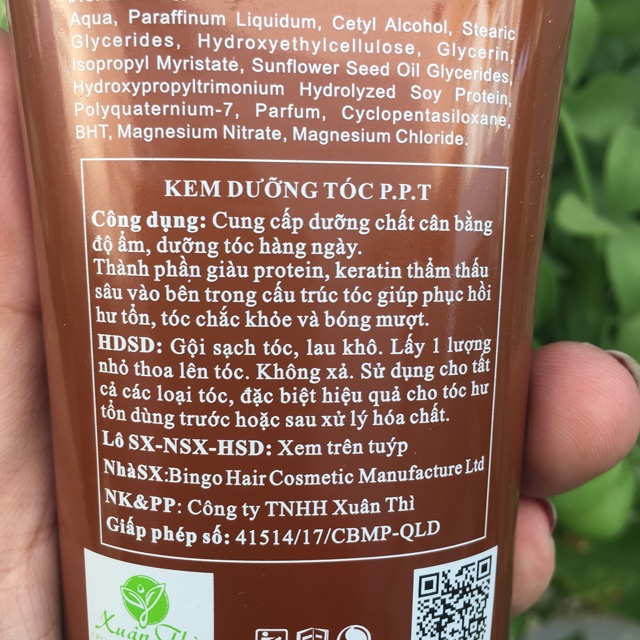 Aqua, Paraffinum Liquidum, Cetyl Alcohol, Stearic
Glycerides, Hydroxyethylcellulose, Glycerin,
Isopropyl Myristate, Sunflower Seed Oil Glycerides,
Hydroxypropyltrimonium Hydrolyzed Soy Protein,
Polyquaternium-7, Parfum, Cyclopentasiloxane,
BHT, Magnesium Nitrate, Magnesium Chloride.
KEM DƯỠNG TÓC P.P.T
Công dụng: Cung cấp dưỡng chất cân bằng
độ ẩm, dưỡng tóc hàng ngày.
Thành phần giàu protein, keratin thẩm thấu
sâu vào bên trong cấu trúc tóc giúp phục hồi
hư tổn, tóc chắc khỏe và bóng mượt.
HDSD: Gội sạch tóc, lau khô. Lấy 1 lượng
nhỏ thoa lên tóc. Không xả. Sử dụng cho tất
cả các loại tóc, đặc biệt hiệu quả cho tóc hư
tổn dùng trước hoặc sau xử lý hóa chất.
Lô SX-NSX-HSD: Xem trên tuýp
NhàSX:Bingo Hair Cosmetic Manufacture Ltd
NK&PP: Công ty TNHH Xuân Thì
Giấp phép số: 41514/17/CBMP-QLD
Xuân